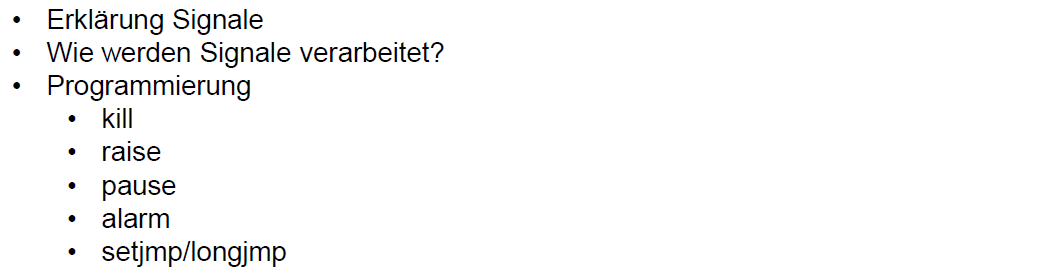 • Erklärung Signale
• Wie werden Signale verarbeitet?
• Programmierung
• kill
• raise
• pause
• alarm
• setjmp/longjmp